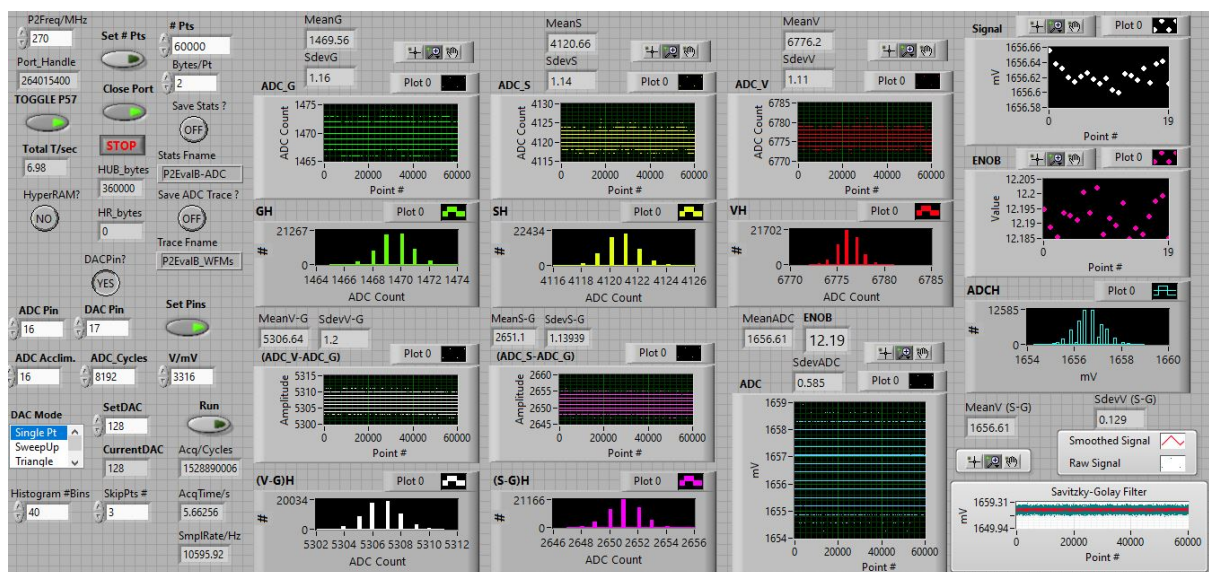 P2Freq/MHz
270
Set # Pts
# Pts
60000
Port_Handle
264015400
Bytes/Pt
2
TOGGLE P57
Close Port
Save Stats ?
OFF
Total T/sec
6.98
STOP
Stats Fname
P2EvalB-ADC
HUB_bytes
360000
HyperRAM?
NO
Save ADC Trace ?
OFF
HR_bytes
0
Trace Fname
P2EvalB_WFMs
DACPin?
YES
ADC Pin
16
DAC Pin
17
Set Pins
ADC Acclim.
16
ADC_Cycles
8192
V/mV
3316
DAC Mode
Single Pt
SweepUp
Triangle
SetDAC
128
Run
CurrentDAC
128
Acq/Cycles
1528890006
Histogram #Bins
40
SkipPts #
3
AcqTime/s
5.66256
SmplRate/Hz
10595.92
MeanG
1469.56
SdevG
1.16
ADC_G
Plot 0
1475
1470
1465
ADC Count
0 20000 40000 60000
Point #
GH
Plot 0
21267
0
#
1464 1466 1468 1470 1472 1474
ADC Count
MeanV-G
5306.64
SdevV-G
1.2
(ADC_V-ADC_G)
Plot 0
5315
5310
5305
5300
Amplitude
0 20000 40000 60000
Point #
(V-G)H
Plot 0
20034
0
#
5302 5304 5306 5308 5310 5312
ADC Count
MeanS
4120.66
SdevS
1.14
ADC_S
Plot 0
4130
4125
4120
4115
ADC Count
0 20000 40000 60000
Point #
SH
Plot 0
22434
0
#
4116 4118 4120 4122 4124 4126
ADC Count
MeanS-G
2651.1
SdevS-G
1.13939
(ADC_S-ADC_G)
Plot 0
2660
2655
2650
2645
Amplitude
0 20000 40000 60000
Point #
(S-G)H
Plot 0
21166
0
#
2646 2648 2650 2652 2654 2656
ADC Count
MeanV
6776.2
SdevV
1.11
ADC_V
Plot 0
6785
6780
6775
6770
ADC Count
0 20000 40000 60000
Point #
VH
Plot 0
21702
0
#
6770 6775 6780 6785
ADC Count
MeanADC
1656.61
ENOB
12.19
SdevADC
0.585
ADC
Plot 0
1659
1658
1657
1656
1655
1654
mV
0 20000 40000 60000
Point #
Signal
Plot 0
1656.66
1656.64
1656.62
1656.6
1656.58
mV
0 19
Point #
ENOB
Plot 0
12.205
12.2
12.195
12.19
12.185
Value
0 19
Point #
ADCH
Plot 0
12585
0
#
1654 1656 1658 1660
mV
MeanV (S-G)
1656.61
SdevV (S-G)
0.129
Smoothed Signal
Raw Signal
Savitzky-Golay Filter
1659.31
1649.94
mV
0 20000 40000 60000
Point #